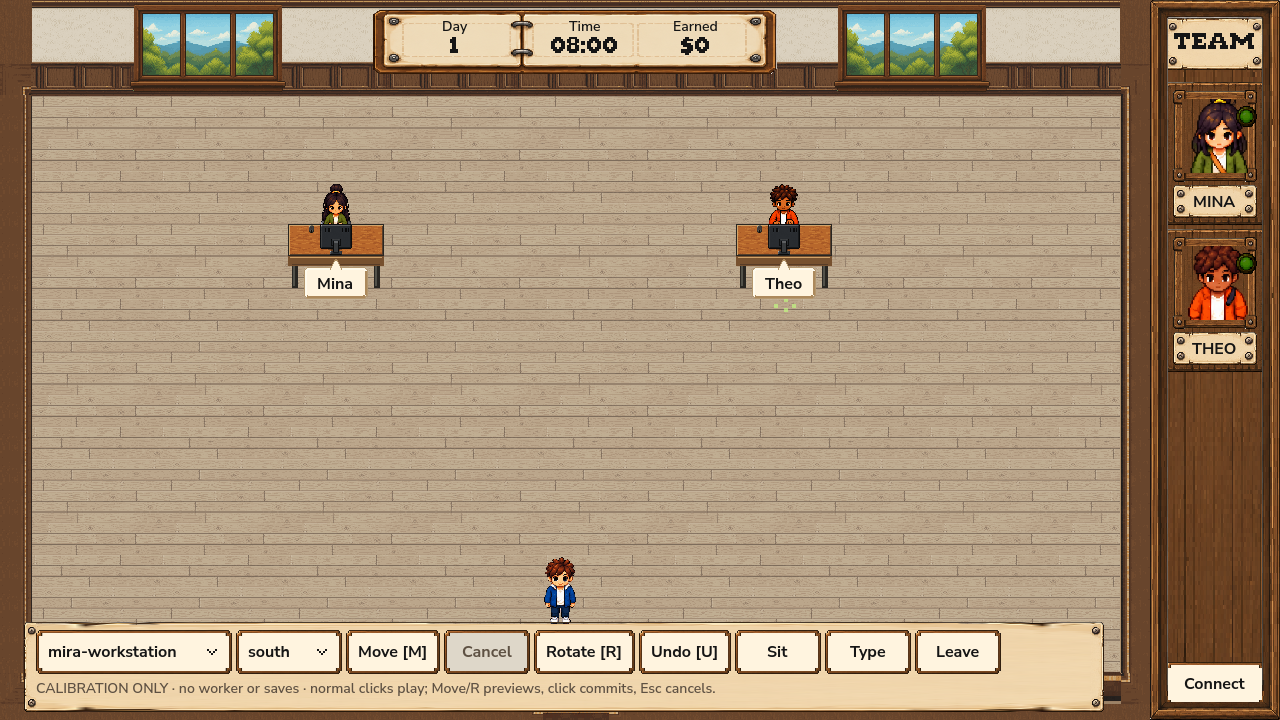 Day
1
Time
08:00
Earned
$0
TEAM
MINA
THEO
Mina
Theo
mira-workstation
south
Move [M]
Cancel
Rotate [R]
Undo [U]
Sit
Type
Leave
CALIBRATION ONLY · no worker or saves · normal clicks play; Move/R previews, click commits, Esc cancels.
Connect